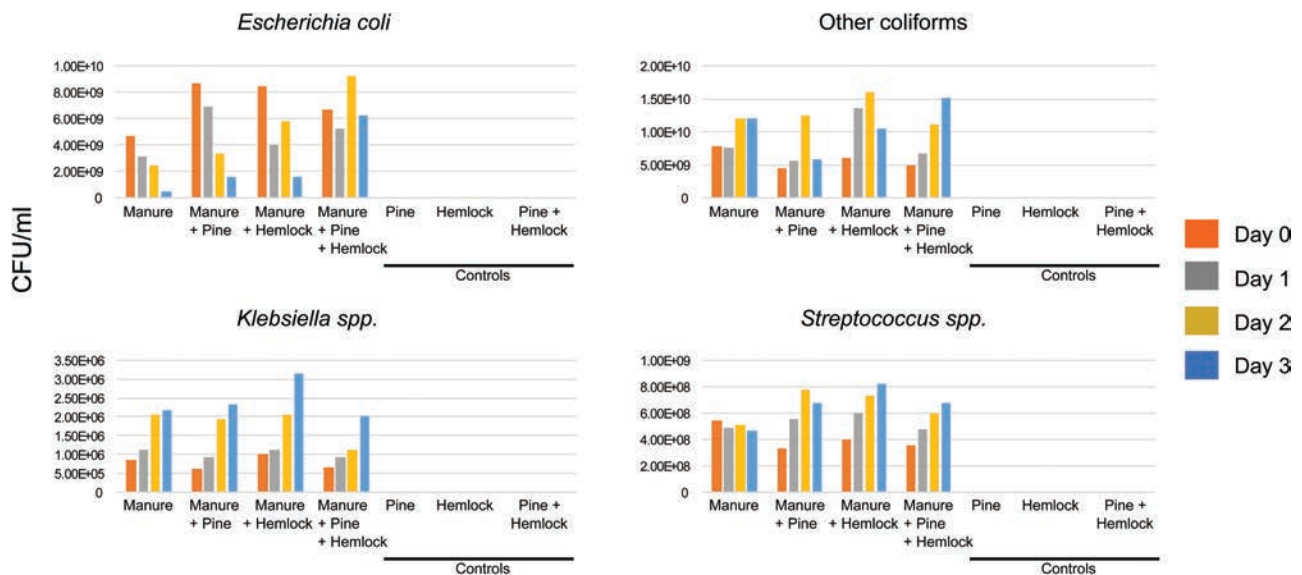 Escherichia coli
1.00E+10
8.00E+09
6.00E+09
4.00E+09
2.00E+09
0
Manure
Manure
+ Pine
Manure
+ Hemlock
Manure
+ Pine
+ Hemlock
Pine
Hemlock
Pine +
Hemlock
Controls
Other coliforms
2.00E+10
1.50E+10
1.00E+10
5.00E+09
0
Manure
Manure
+ Pine
Manure
+ Hemlock
Manure
+ Pine
+ Hemlock
Pine
Hemlock
Pine +
Hemlock
Controls
CFU/ml
Klebsiella spp.
3.50E+06
3.00E+06
2.50E+06
2.00E+06
1.50E+06
1.00E+06
5.00E+05
0
Manure
Manure
+ Pine
Manure
+ Hemlock
Manure
+ Pine
+ Hemlock
Pine
Hemlock
Pine +
Hemlock
Controls
Streptococcus spp.
1.00E+09
8.00E+08
6.00E+08
4.00E+08
2.00E+08
0
Manure
Manure
+ Pine
Manure
+ Hemlock
Manure
+ Pine
+ Hemlock
Pine
Hemlock
Pine +
Hemlock
Controls
Day 0
Day 1
Day 2
Day 3